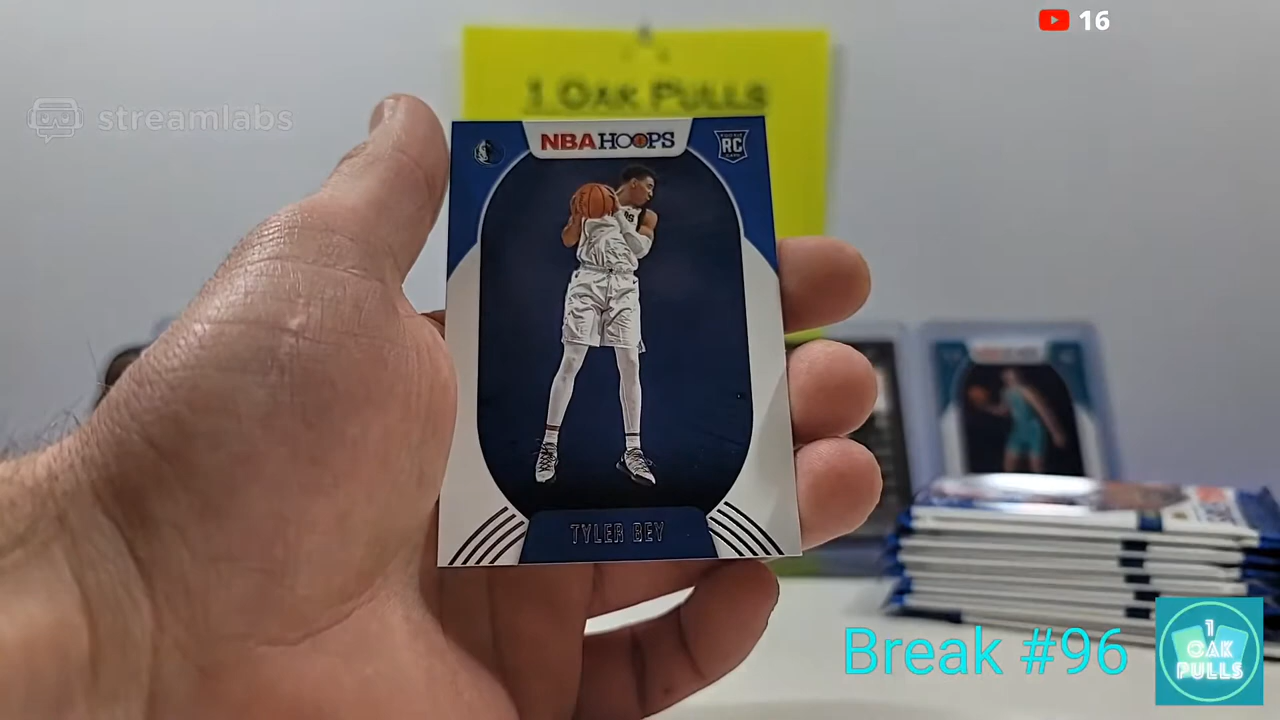 16
streamlabs
1 OAK PULLS
NBA HOOPS
RC
TYLER BEY
Break #96
1
OAK
PULLS